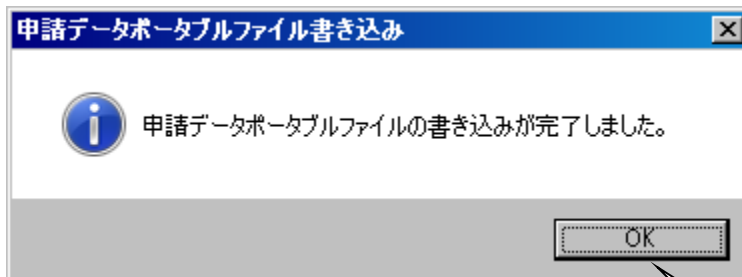 申請データポータブルファイル書き込み
申請データポータブルファイルの書き込みが完了しました。
OK